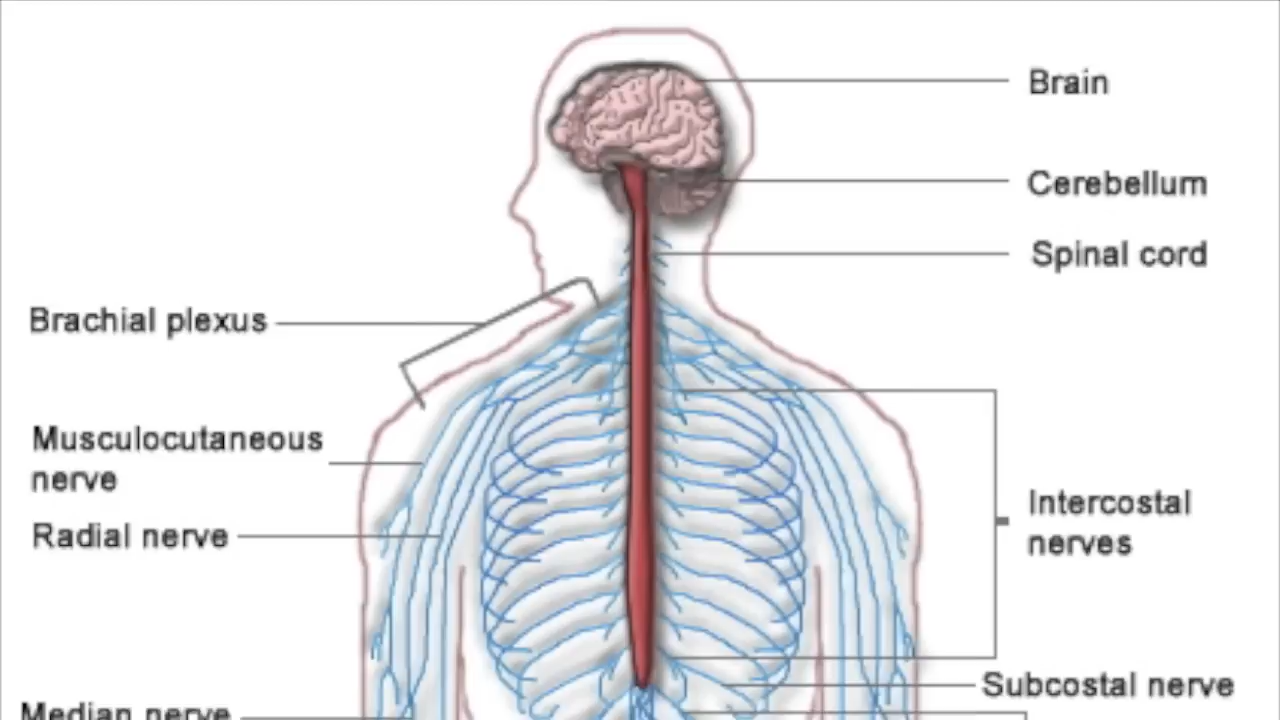 Brain
Cerebellum
Spinal cord
Brachial plexus
Musculocutaneous
nerve
Radial nerve
Intercostal
nerves
Subcostal nerve
Median nerve